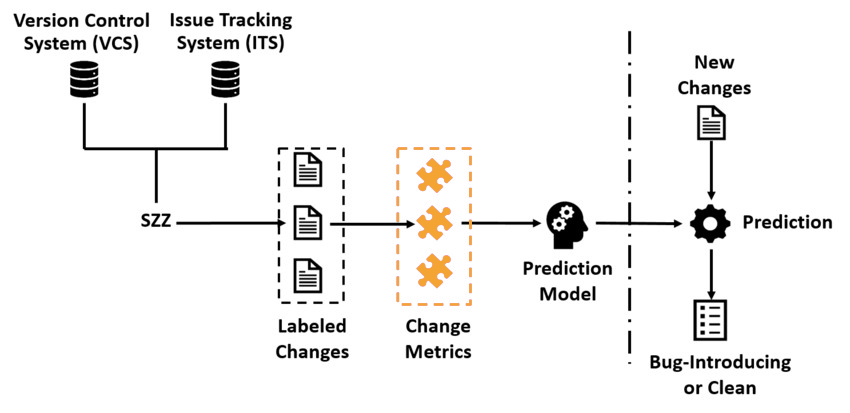 Version Control
System (VCS)
Issue Tracking
System (ITS)
SZZ
Labeled
Changes
Change
Metrics
Prediction
Model
New
Changes
Prediction
Bug-Introducing
or Clean